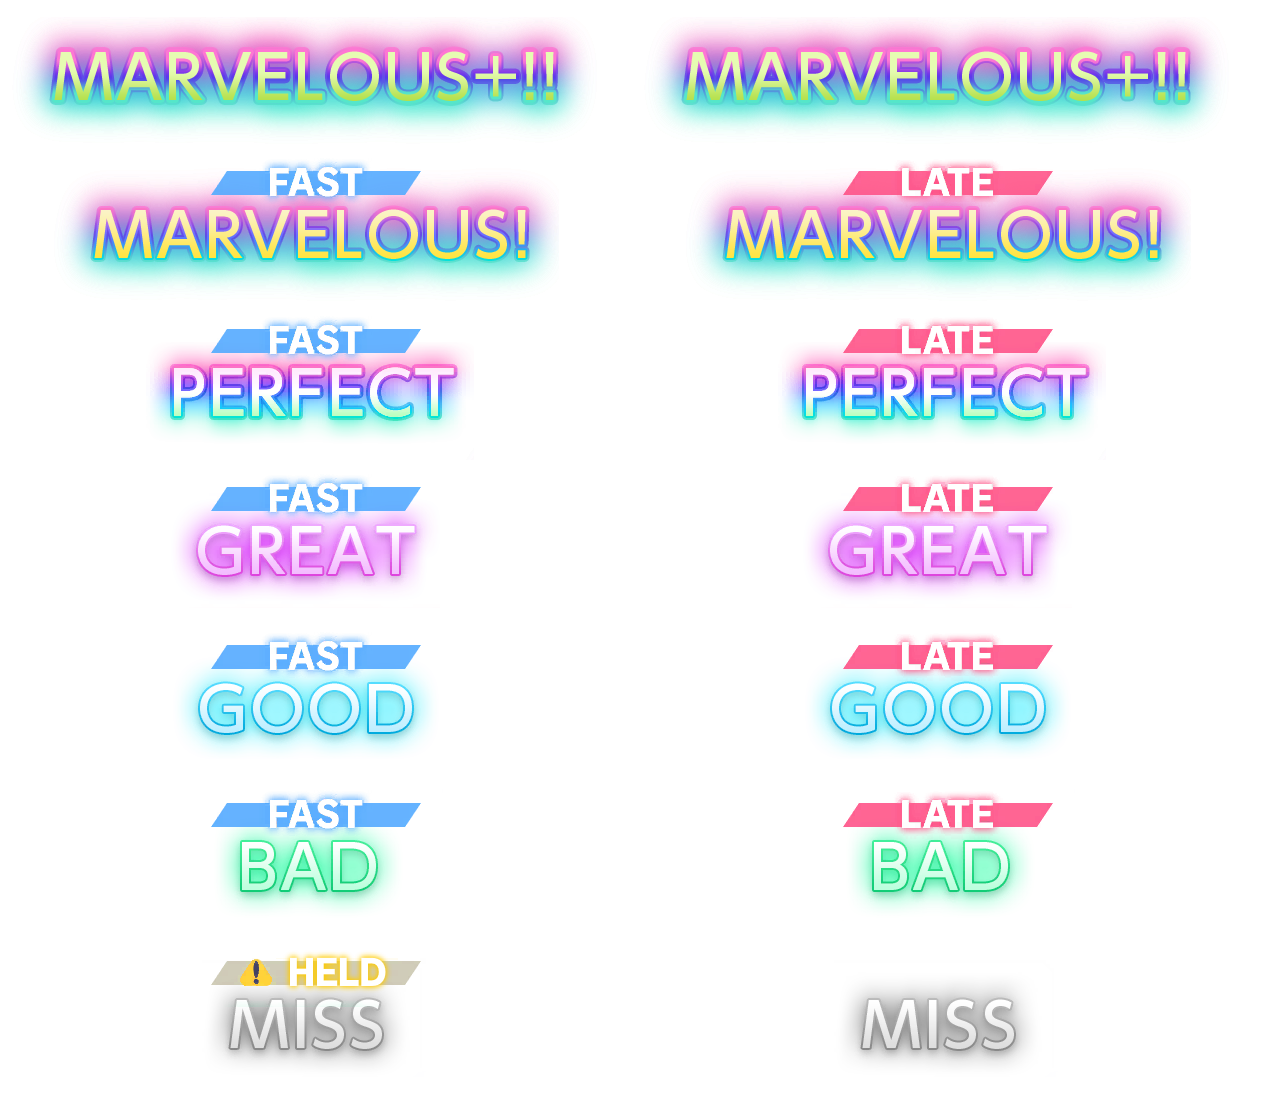 MARVELOUS+!! MARVELOUS+!!
FAST LATE
MARVELOUS! MARVELOUS!
FAST LATE
PERFECT PERFECT
FAST LATE
GREAT GREAT
FAST LATE
GOOD GOOD
FAST LATE
BAD BAD
⚠ HELD
MISS MISS